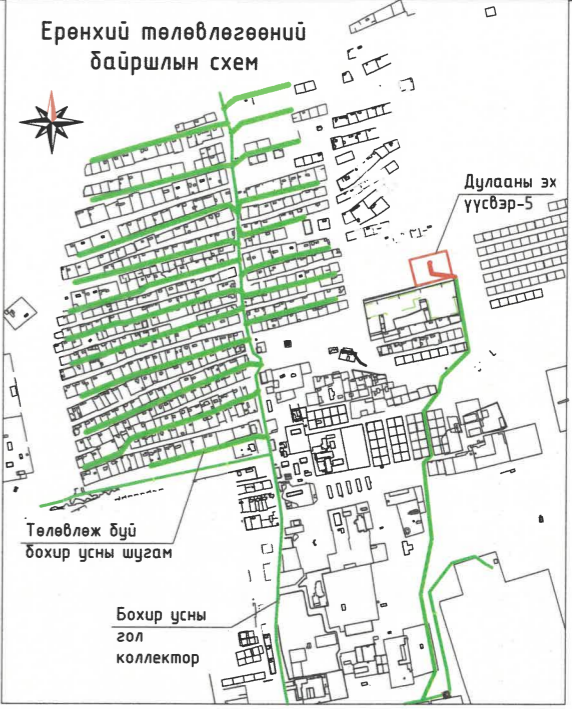 Ерөнхий төлөвлөгөөний
байршлын схем
Дулааны эх
үүсвэр-5
Төлөвлөж буй
бохир усны шугам
Бохир усны
гол
коллектор